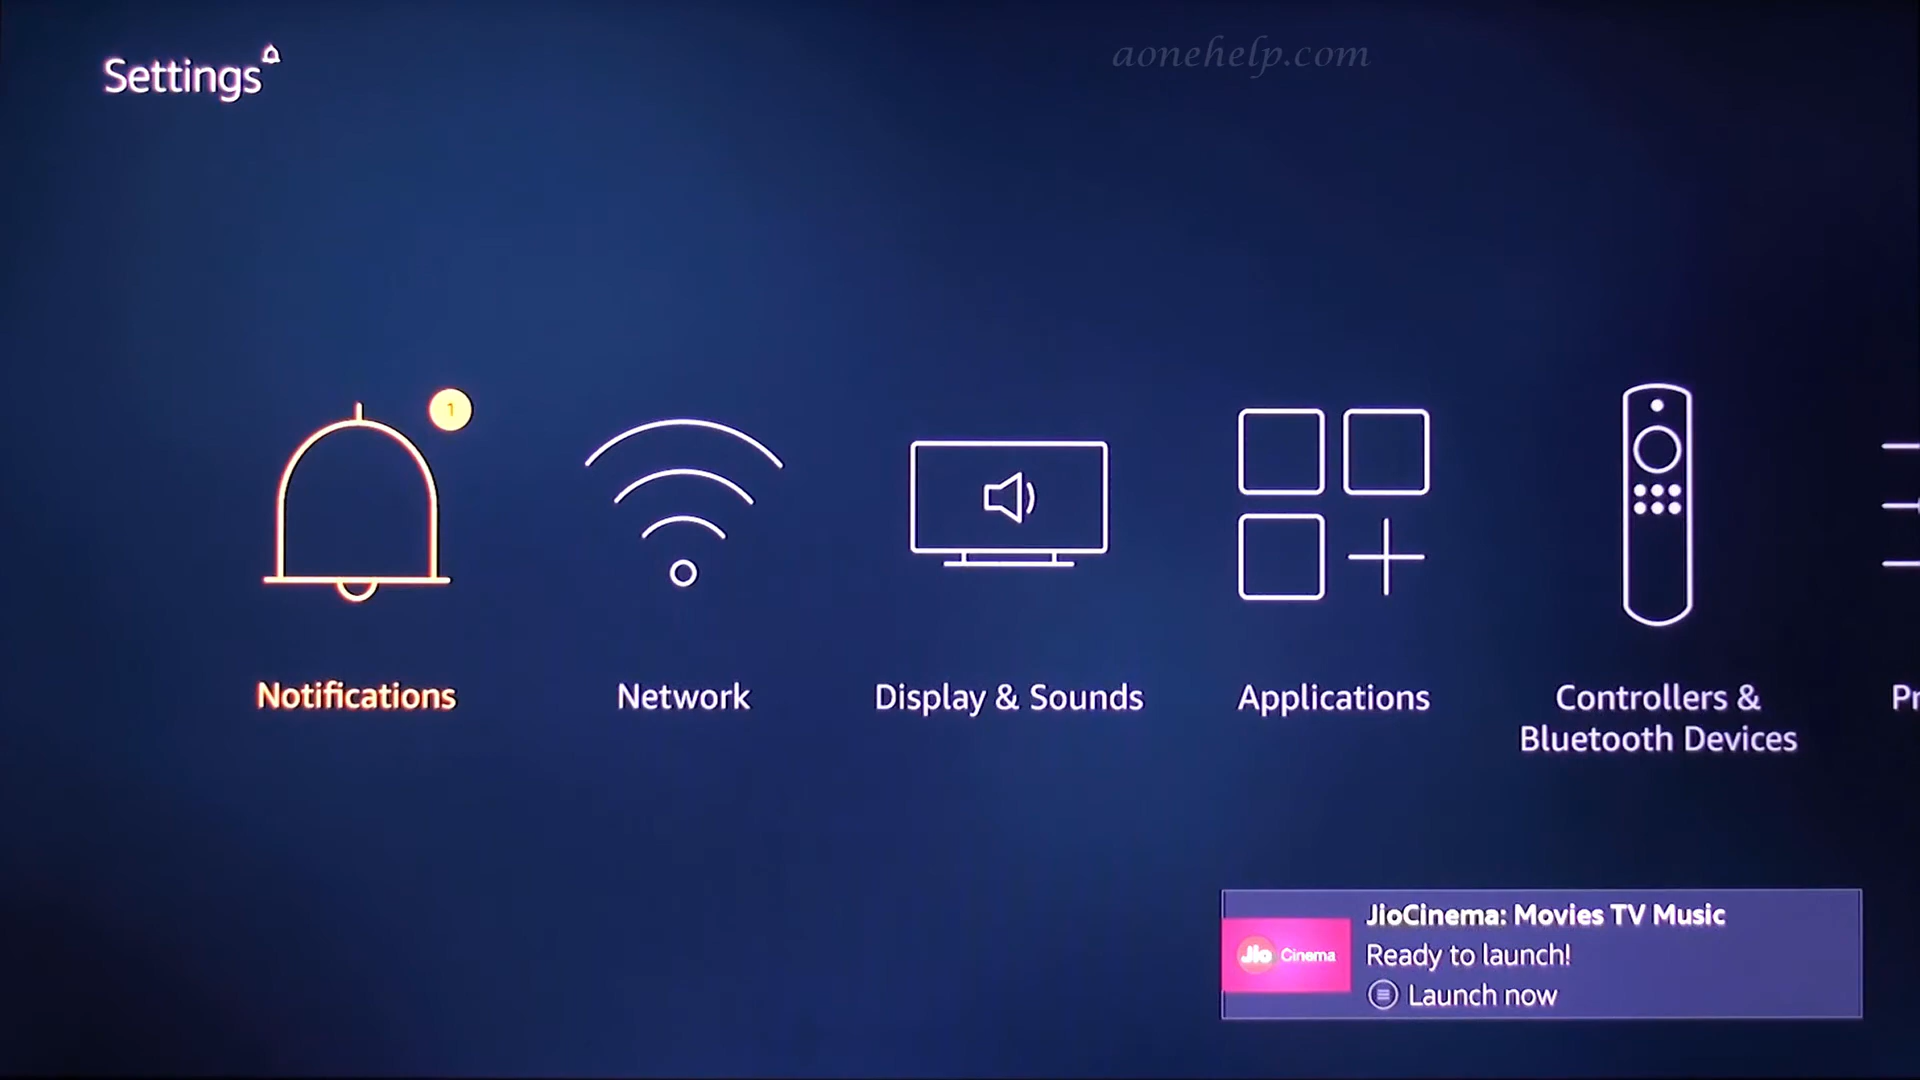 Settings
aonehelp.com
1
Notifications
Network
Display & Sounds
Applications
Controllers &
Bluetooth Devices
Pr
JioCinema: Movies TV Music
Jio Cinema
Ready to launch!
Launch now